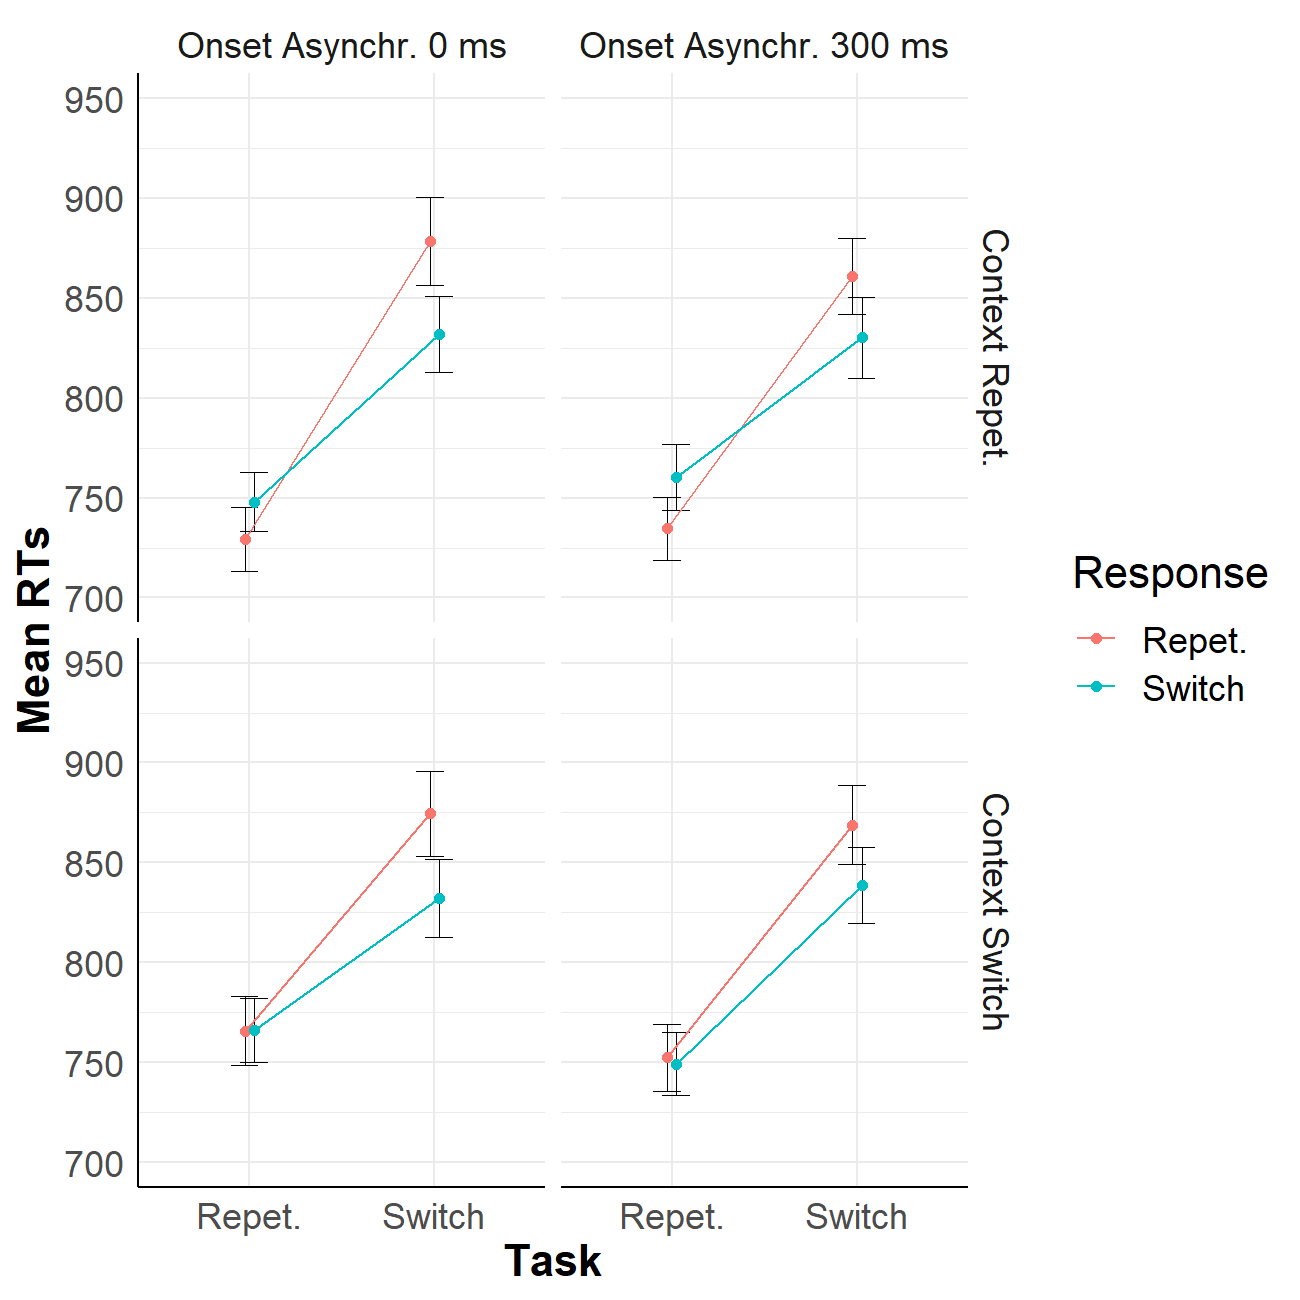 Onset Asynchr. 0 ms
Onset Asynchr. 300 ms
950
900
850
800
750
700
Context Repet.
Mean RTs
950
900
850
800
750
700
Context Switch
Repet.
Switch
Repet.
Switch
Task
Response
Repet.
Switch